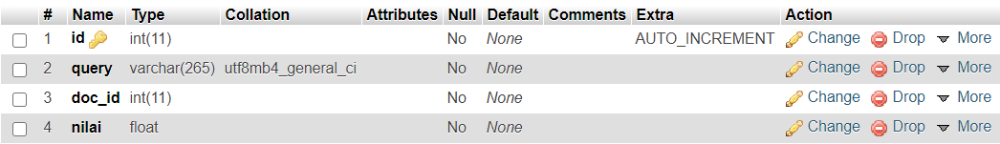 # Name Type Collation Attributes Null Default Comments Extra Action
1 id int(11) No None AUTO_INCREMENT Change Drop More
2 query varchar(265) utf8mb4_general_ci No None Change Drop More
3 doc_id int(11) No None Change Drop More
4 nilai float No None Change Drop More